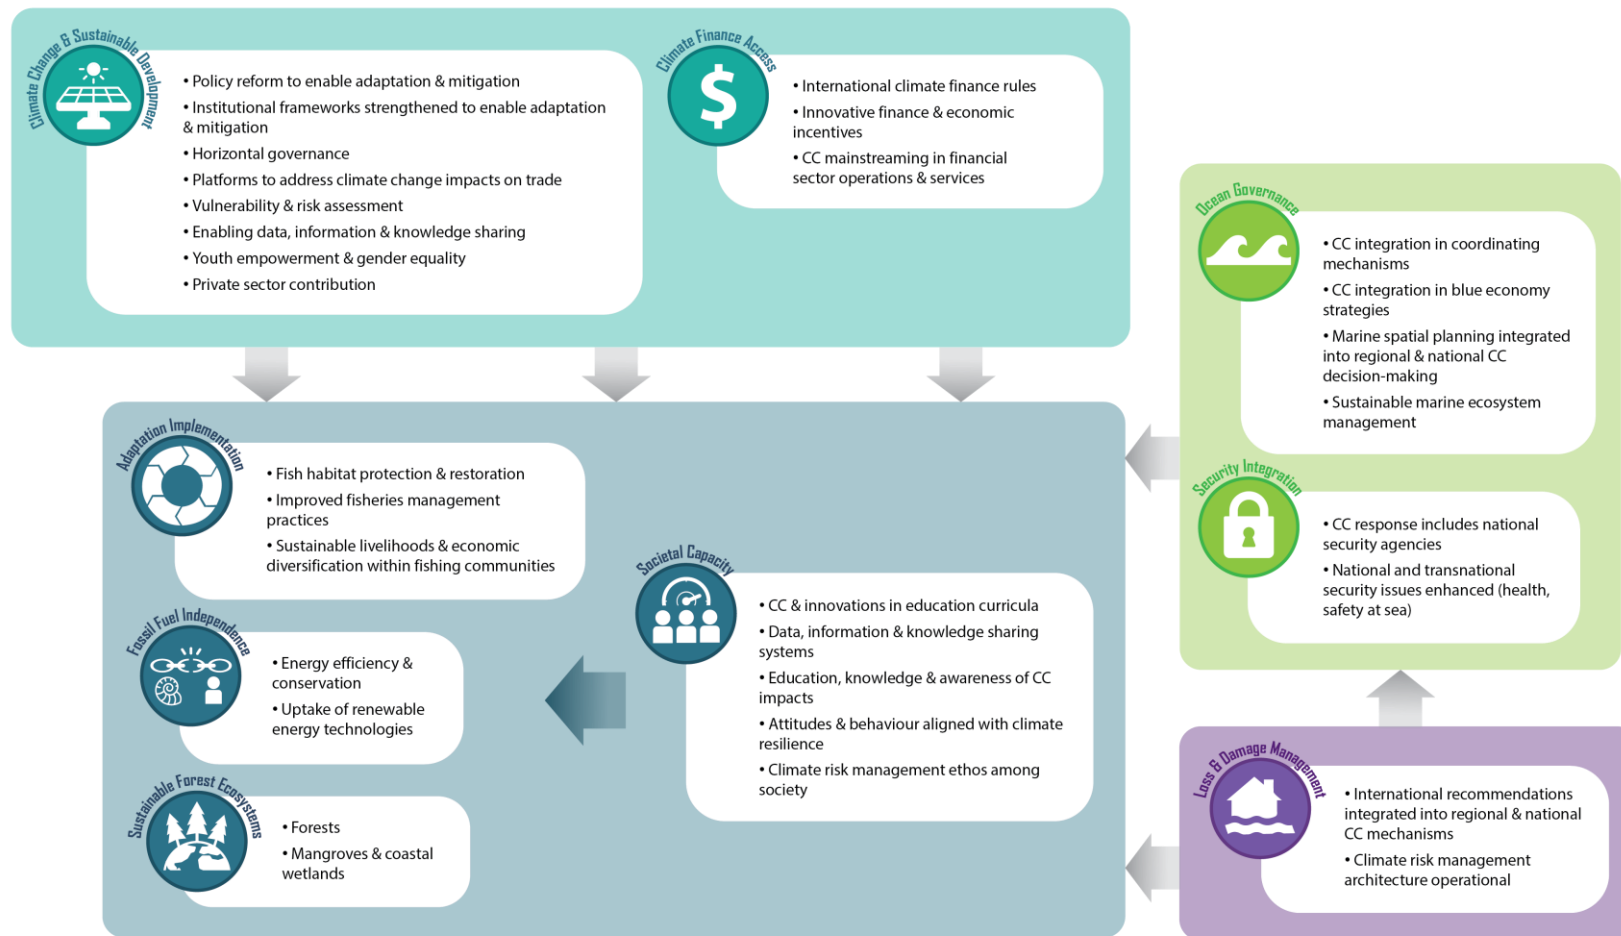 Climate Change & Sustainable Development
• Policy reform to enable adaptation & mitigation
• Institutional frameworks strengthened to enable adaptation
& mitigation
• Horizontal governance
• Platforms to address climate change impacts on trade
• Vulnerability & risk assessment
• Enabling data, information & knowledge sharing
• Youth empowerment & gender equality
• Private sector contribution
Climate Finance Access
$
• International climate finance rules
• Innovative finance & economic
incentives
• CC mainstreaming in financial
sector operations & services
Ocean Governance
• CC integration in coordinating
mechanisms
• CC integration in blue economy
strategies
• Marine spatial planning integrated
into regional & national CC
decision-making
• Sustainable marine ecosystem
management
Security Integration
• CC response includes national
security agencies
• National and transnational
security issues enhanced (health,
safety at sea)
Adaptation Implementation
• Fish habitat protection & restoration
• Improved fisheries management
practices
• Sustainable livelihoods & economic
diversification within fishing communities
Fossil Fuel Independence
• Energy efficiency &
conservation
• Uptake of renewable
energy technologies
Sustainable Forest Ecosystems
• Forests
• Mangroves & coastal
wetlands
Societal Capacity
• CC & innovations in education curricula
• Data, information & knowledge sharing
systems
• Education, knowledge & awareness of CC
impacts
• Attitudes & behaviour aligned with climate
resilience
• Climate risk management ethos among
society
Loss & Damage Management
• International recommendations
integrated into regional & national
CC mechanisms
• Climate risk management
architecture operational